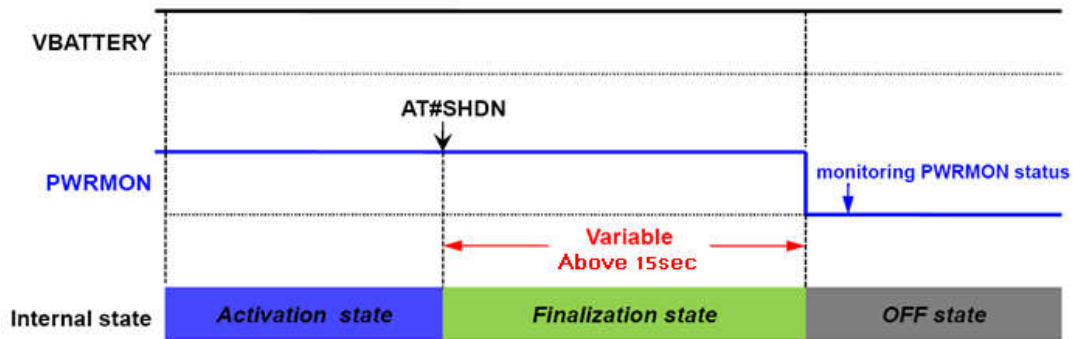 VBATTERY
AT#SHDN
PWRMON
monitoring PWRMON status
Variable
Above 15sec
Internal state
Activation state
Finalization state
OFF state